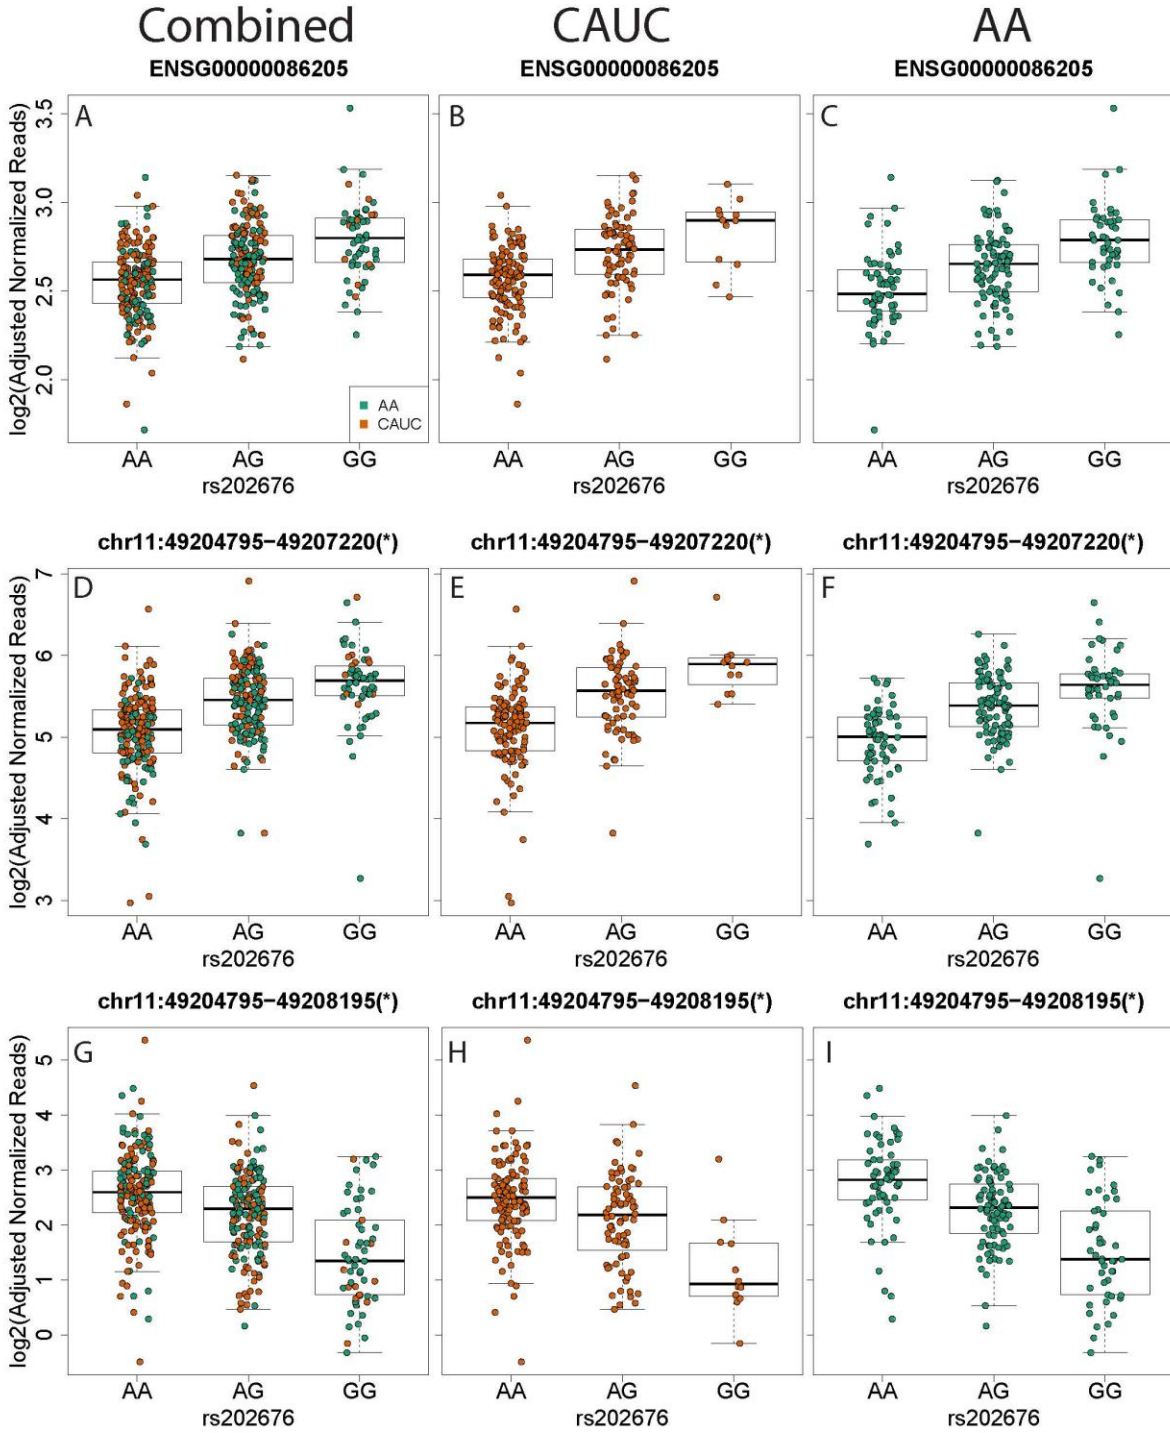 Combined CAUC AA
ENSG00000086205 ENSG00000086205 ENSG00000086205
log2(Adjusted Normalized Reads)
3.5
3.0
2.5
2.0
A
B
C
AA
CAUC
AA AG GG AA AG GG AA AG GG
rs202676 rs202676 rs202676
chr11:49204795−49207220(*) chr11:49204795−49207220(*) chr11:49204795−49207220(*)
log2(Adjusted Normalized Reads)
7
6
5
4
3
D
E
F
AA AG GG AA AG GG AA AG GG
rs202676 rs202676 rs202676
chr11:49204795−49208195(*) chr11:49204795−49208195(*) chr11:49204795−49208195(*)
log2(Adjusted Normalized Reads)
5
4
3
2
1
0
G
H
I
AA AG GG AA AG GG AA AG GG
rs202676 rs202676 rs202676